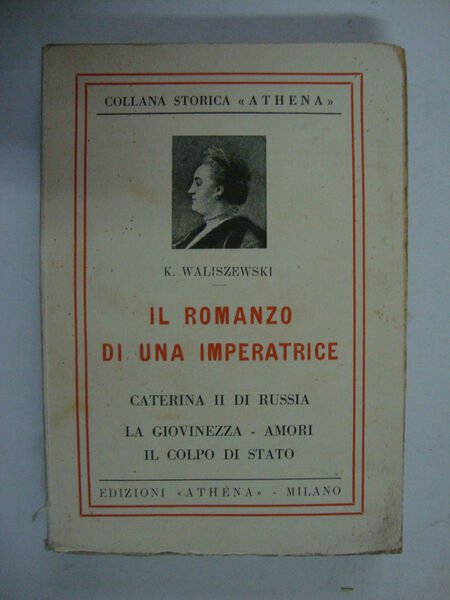 COLLANA STORICA «ATHENA»
K. WALISZEWSKI
IL ROMANZO
DI UNA IMPERATRICE
CATERINA II DI RUSSIA
LA GIOVINEZZA - AMORI
IL COLPO DI STATO
EDIZIONI «ATHÉNA» - MILANO